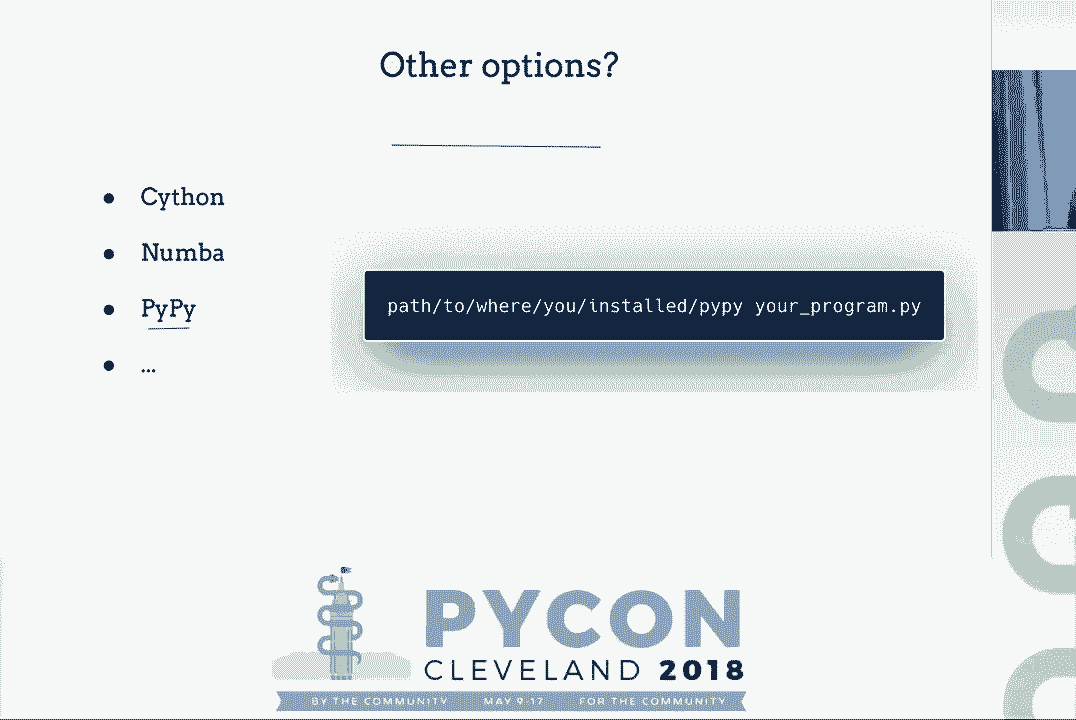 Other options?
● Cython
● Numba
● PyPy
● ...
path/to/where/you/installed/pypy your_program.py
PYCON
CLEVELAND 2018
BY THE COMMUNITY MAY 9-17 FOR THE COMMUNITY